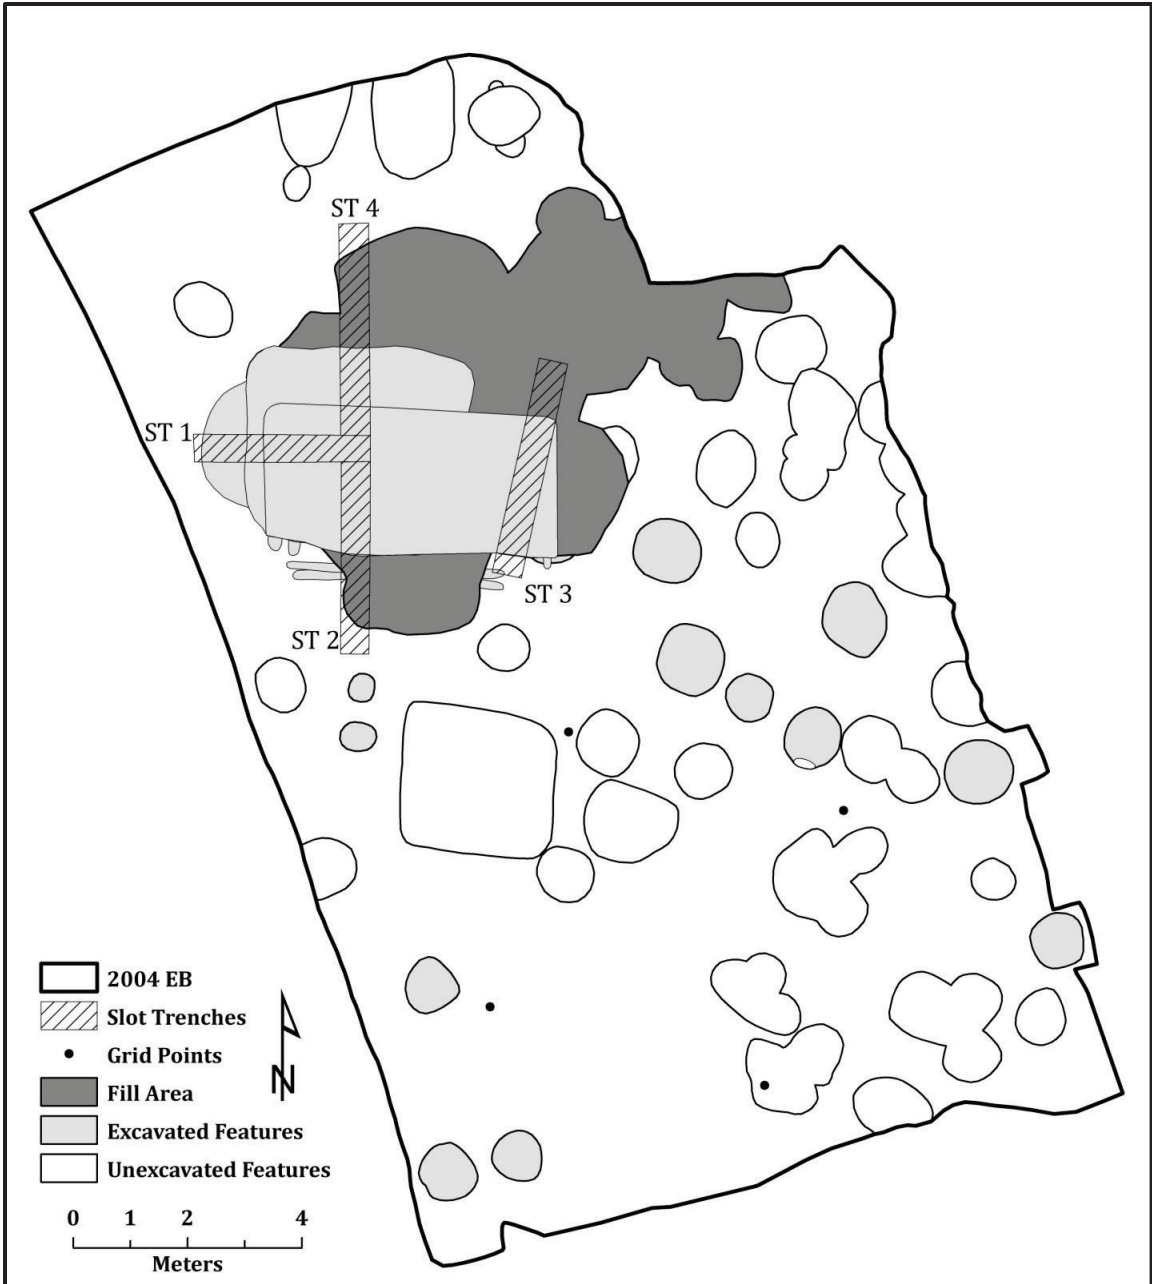 ST 4
ST 1
ST 3
ST 2
2004 EB
Slot Trenches
Grid Points
Fill Area
Excavated Features
Unexcavated Features
N
0 1 2 4
Meters